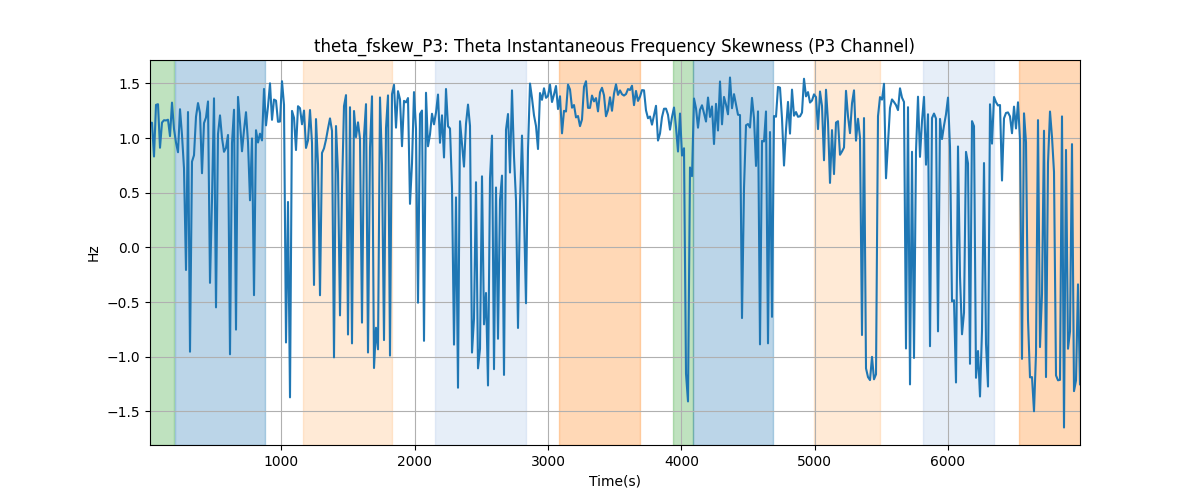 theta_fskew_P3: Theta Instantaneous Frequency Skewness (P3 Channel)
1.5
1.0
0.5
0.0
−0.5
−1.0
−1.5
Hz
1000 2000 3000 4000 5000 6000
Time(s)